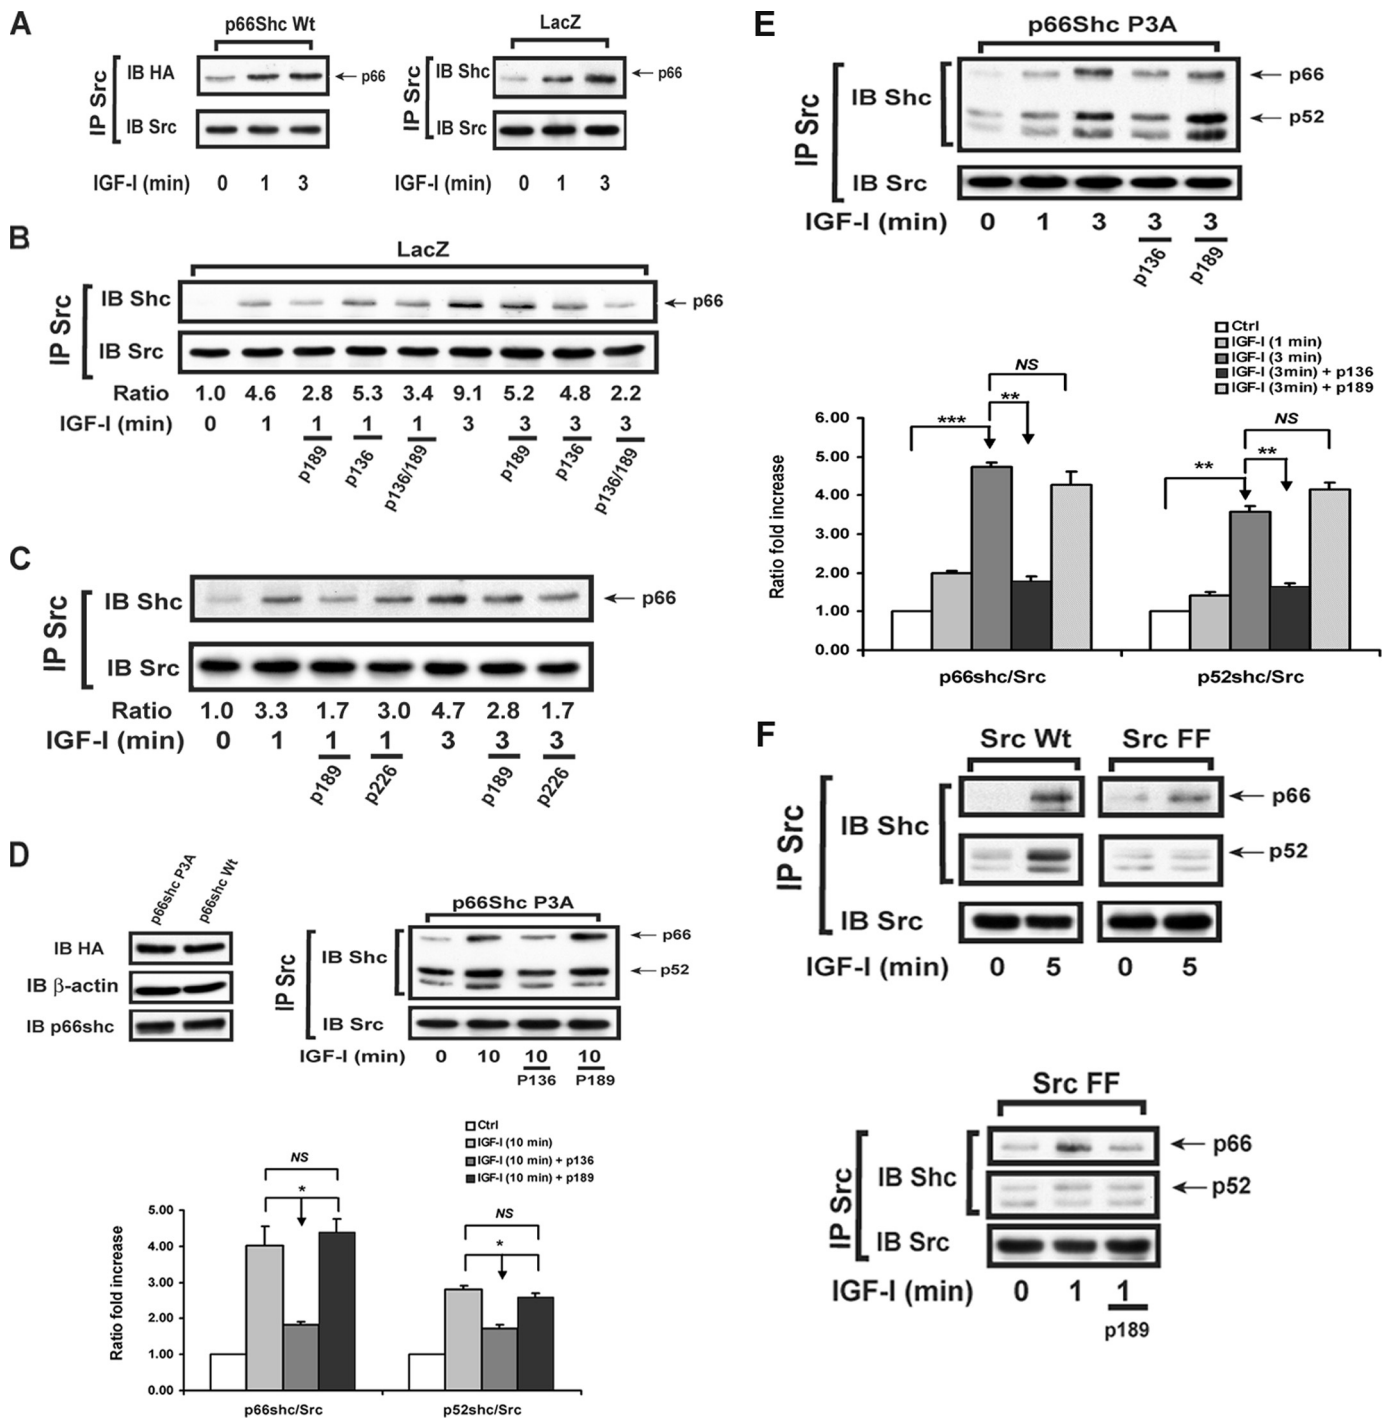 A
p66Shc Wt
IP Src
IB HA
p66
IB Src
IGF-I (min) 0 1 3
LacZ
IP Src
IB Shc
p66
IB Src
IGF-I (min) 0 1 3
B
LacZ
IP Src
IB Shc
p66
IB Src
Ratio 1.0 4.6 2.8 5.3 3.4 9.1 5.2 4.8 2.2
IGF-I (min) 0 1 1 1 1 3 3 3 3
p189 p136 p136/189 p189 p136 p136/189
C
IP Src
IB Shc
p66
IB Src
Ratio 1.0 3.3 1.7 3.0 4.7 2.8 1.7
IGF-I (min) 0 1 1 1 3 3 3
p189 p226 p189 p226
D
p66shc P3A p66shc Wt
IB HA
IB β-actin
IB p66shc
p66Shc P3A
IP Src
IB Shc
p66
p52
IB Src
IGF-I (min) 0 10 10 10
P136 P189
Ctrl
IGF-I (10 min)
IGF-I (10 min) + p136
IGF-I (10 min) + p189
Ratio fold increase
5.00
4.00
3.00
2.00
1.00
0.00
NS
*
NS
*
p66shc/Src p52shc/Src
E
p66Shc P3A
IP Src
IB Shc
p66
p52
IB Src
IGF-I (min) 0 1 3 3 3
p136 p189
Ctrl
IGF-I (1 min)
IGF-I (3 min)
IGF-I (3min) + p136
IGF-I (3min) + p189
Ratio fold increase
6.00
5.00
4.00
3.00
2.00
1.00
0.00
NS
***
**
NS
**
**
p66shc/Src p52shc/Src
F
Src Wt Src FF
IP Src
IB Shc
p66
p52
IB Src
IGF-I (min) 0 5 0 5
Src FF
IP Src
IB Shc
p66
p52
IB Src
IGF-I (min) 0 1 1
p189